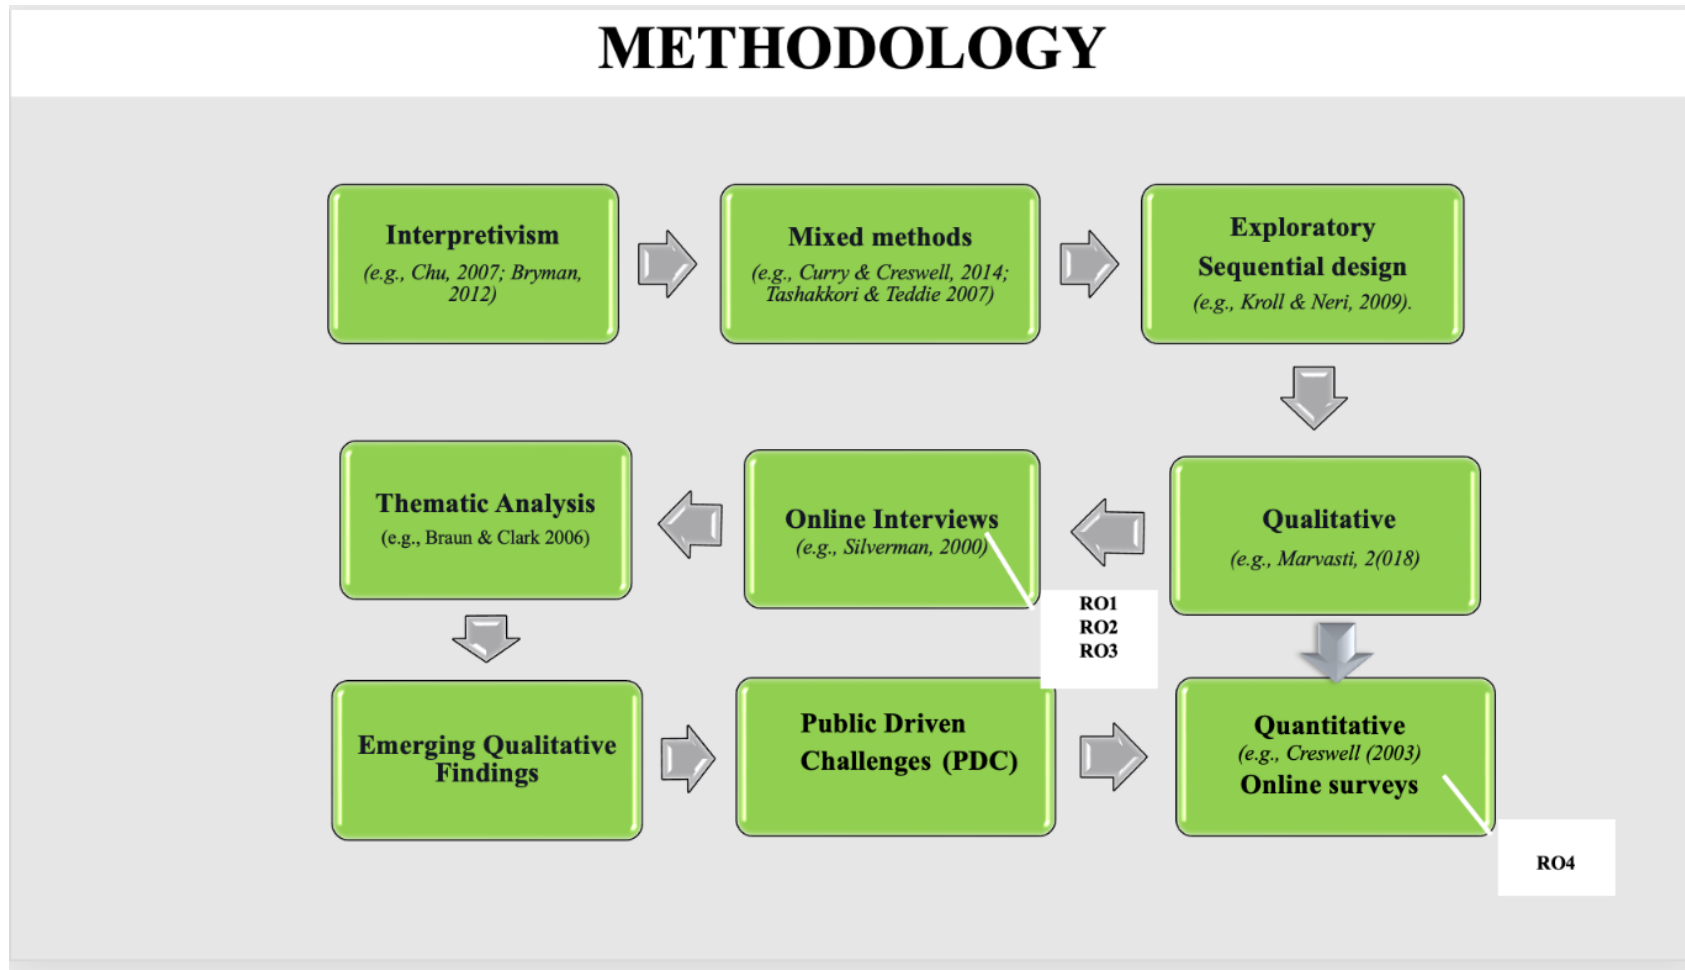 METHODOLOGY
Interpretivism
(e.g., Chu, 2007; Bryman,
2012)
Mixed methods
(e.g., Curry & Creswell, 2014;
Tashakkori & Teddie 2007)
Exploratory
Sequential design
(e.g., Kroll & Neri, 2009).
Thematic Analysis
(e.g., Braun & Clark 2006)
Online Interviews
(e.g., Silverman, 2000)
Qualitative
(e.g., Marvasti, 2(018)
RO1
RO2
RO3
Emerging Qualitative
Findings
Public Driven
Challenges (PDC)
Quantitative
(e.g., Creswell (2003)
Online surveys
RO4